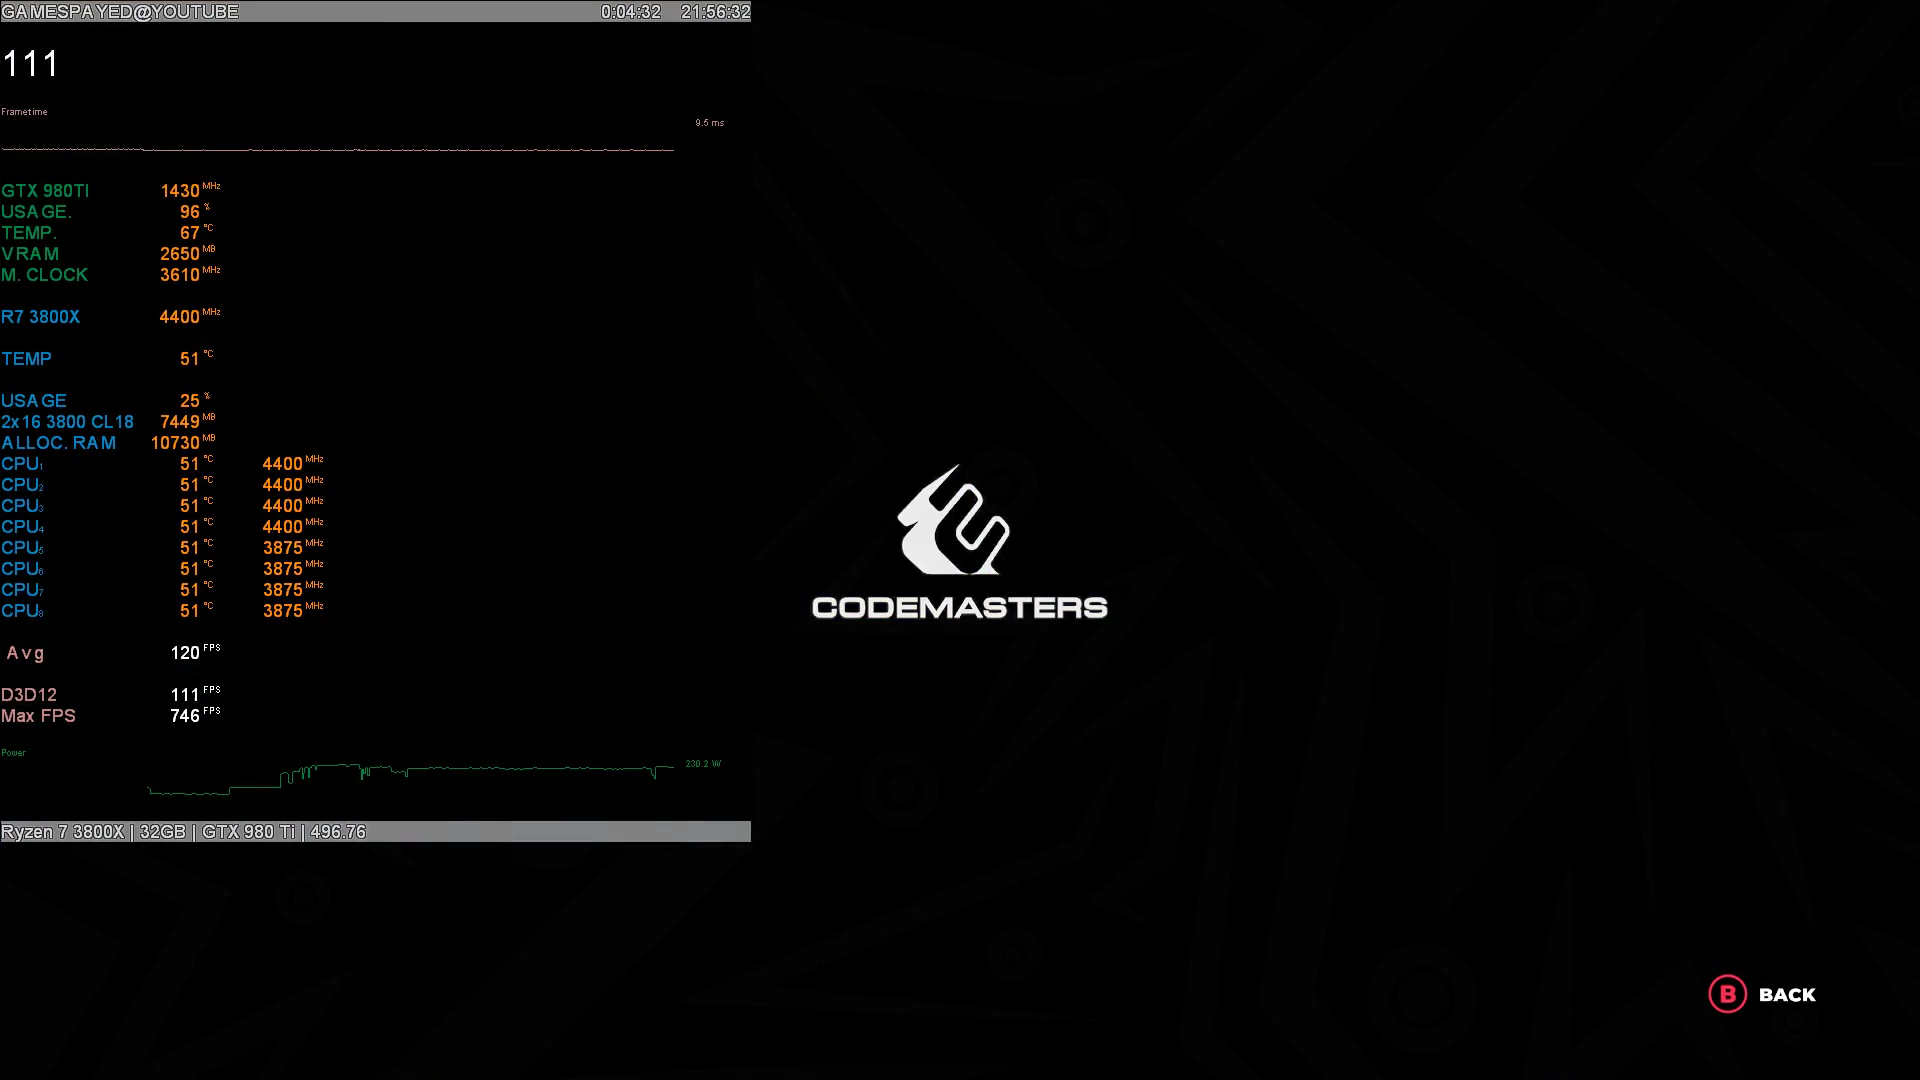 GAMESPAYED@YOUTUBE 0:04:32 21:56:32
111
Frametime
9.5 ms
GTX 980TI 1430 MHz
USAGE. 96 %
TEMP. 67 °C
VRAM 2650 MB
M. CLOCK 3610 MHz
R7 3800X 4400 MHz
TEMP 51 °C
USAGE 25 %
2x16 3800 CL18 7449 MB
ALLOC. RAM 10730 MB
CPU1 51 °C 4400 MHz
CPU2 51 °C 4400 MHz
CPU3 51 °C 4400 MHz
CPU4 51 °C 4400 MHz
CPU5 51 °C 3875 MHz
CPU6 51 °C 3875 MHz
CPU7 51 °C 3875 MHz
CPU8 51 °C 3875 MHz
Avg 120 FPS
D3D12 111 FPS
Max FPS 746 FPS
Power
230.2 W
Ryzen 7 3800X | 32GB | GTX 980 Ti | 496.76
CODEMASTERS
B BACK